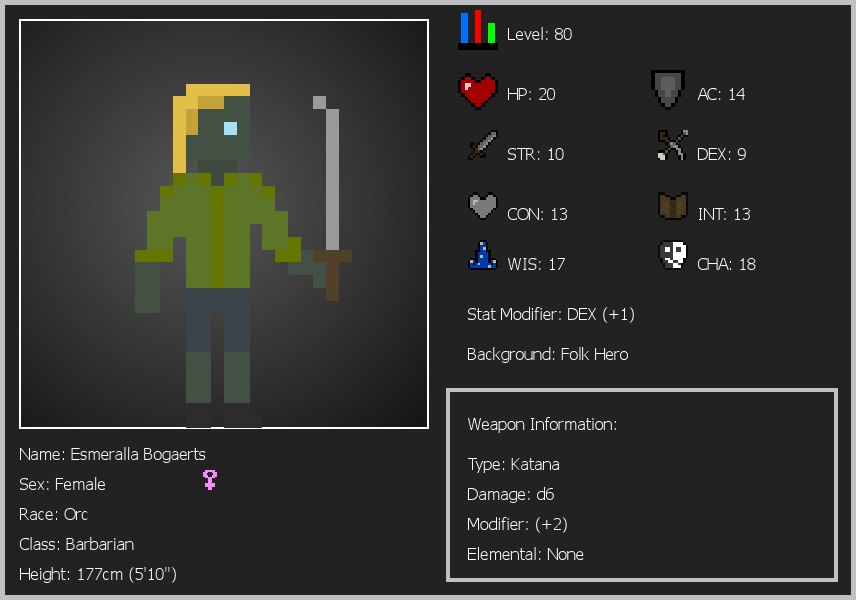 Level: 80
HP: 20
AC: 14
STR: 10
DEX: 9
CON: 13
INT: 13
WIS: 17
CHA: 18
Stat Modifier: DEX (+1)
Background: Folk Hero
Weapon Information:
Type: Katana
Damage: d6
Modifier: (+2)
Elemental: None
Name: Esmeralla Bogaerts
Sex: Female
Race: Orc
Class: Barbarian
Height: 177cm (5'10")